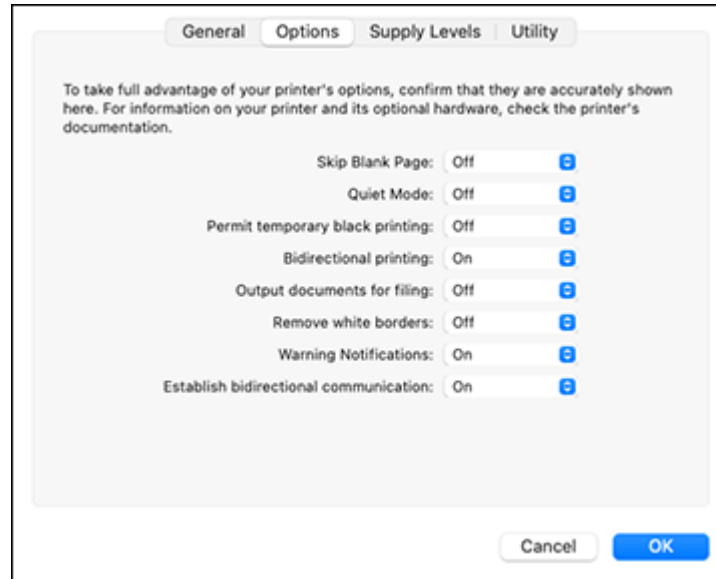 General Options Supply Levels Utility
To take full advantage of your printer's options, confirm that they are accurately shown
here. For information on your printer and its optional hardware, check the printer's
documentation.
Skip Blank Page: Off
Quiet Mode: Off
Permit temporary black printing: Off
Bidirectional printing: On
Output documents for filing: Off
Remove white borders: Off
Warning Notifications: On
Establish bidirectional communication: On
Cancel OK